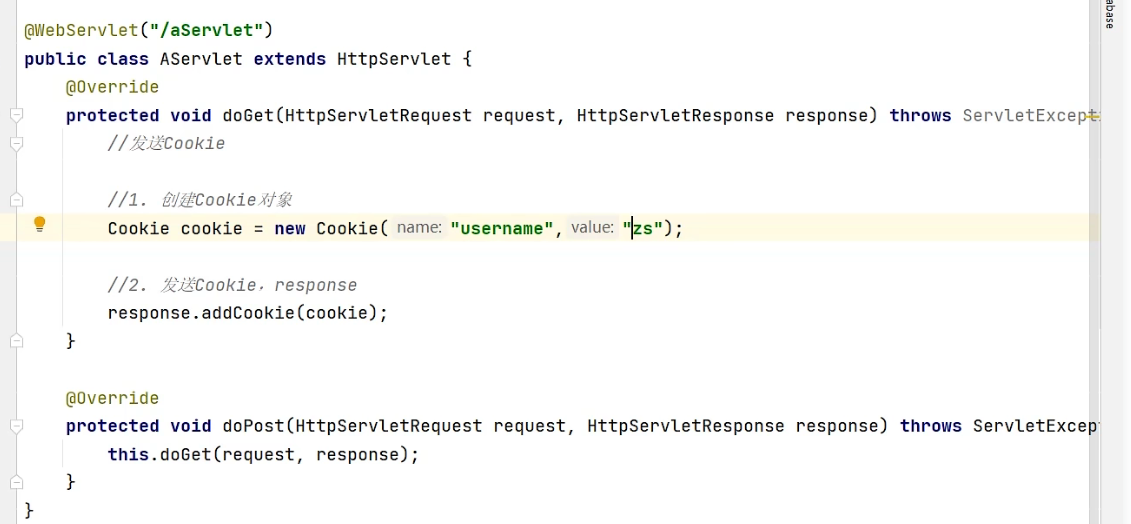 @WebServlet("/aServlet")
abase
public class AServlet extends HttpServlet {
@Override
protected void doGet(HttpServletRequest request, HttpServletResponse response) throws ServletExcept
//发送Cookie
//1. 创建Cookie对象
Cookie cookie = new Cookie( name: "username", value: "zs");
//2. 发送Cookie，response
response.addCookie(cookie);
}
@Override
protected void doPost(HttpServletRequest request, HttpServletResponse response) throws ServletExcep
this.doGet(request, response);
}
}